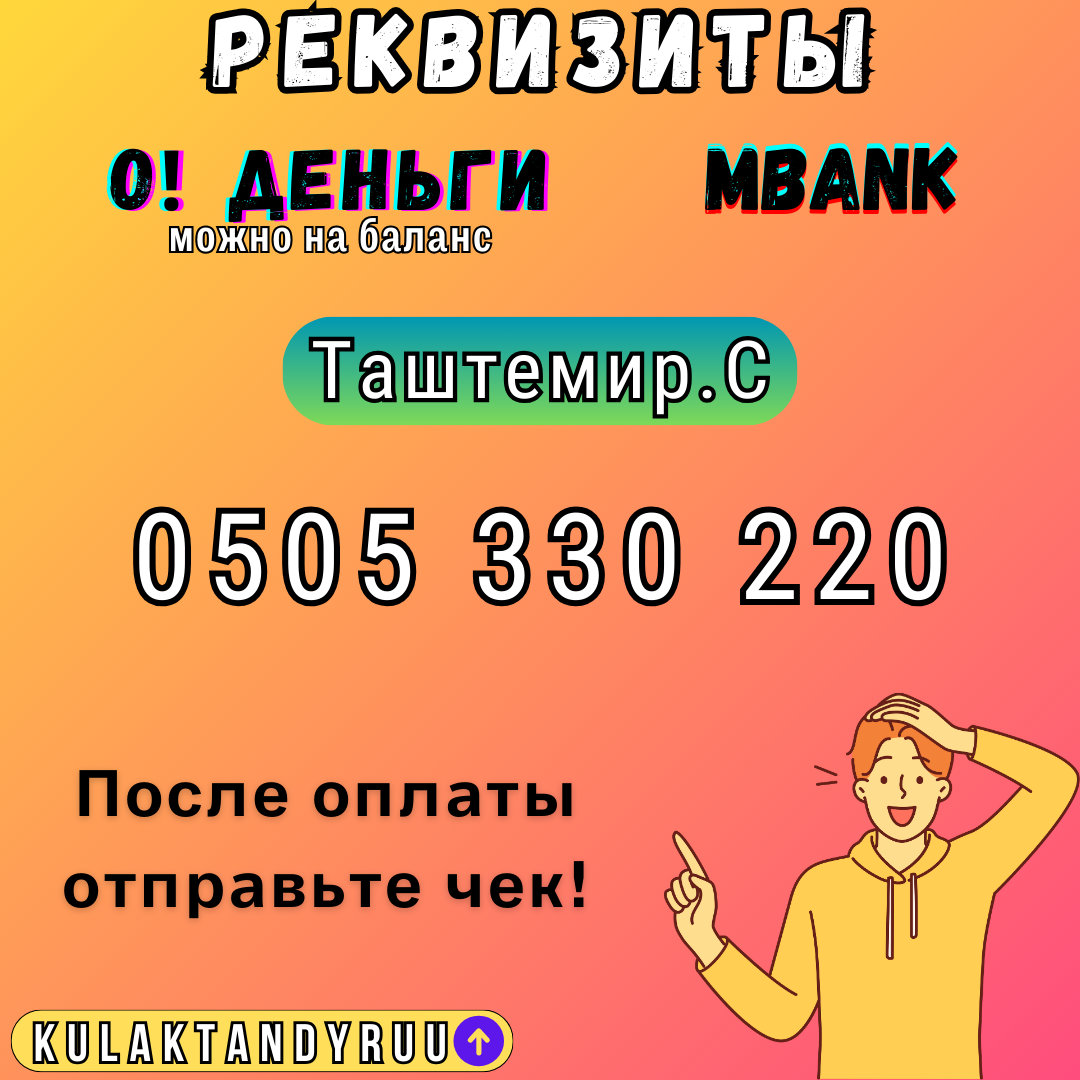 РЕКВИЗИТЫ
О! ДЕНЬГИ MBANK
можно на баланс
Таштемир.С
0505 330 220
После оплаты
отправьте чек!
KULAKTANDYRUU